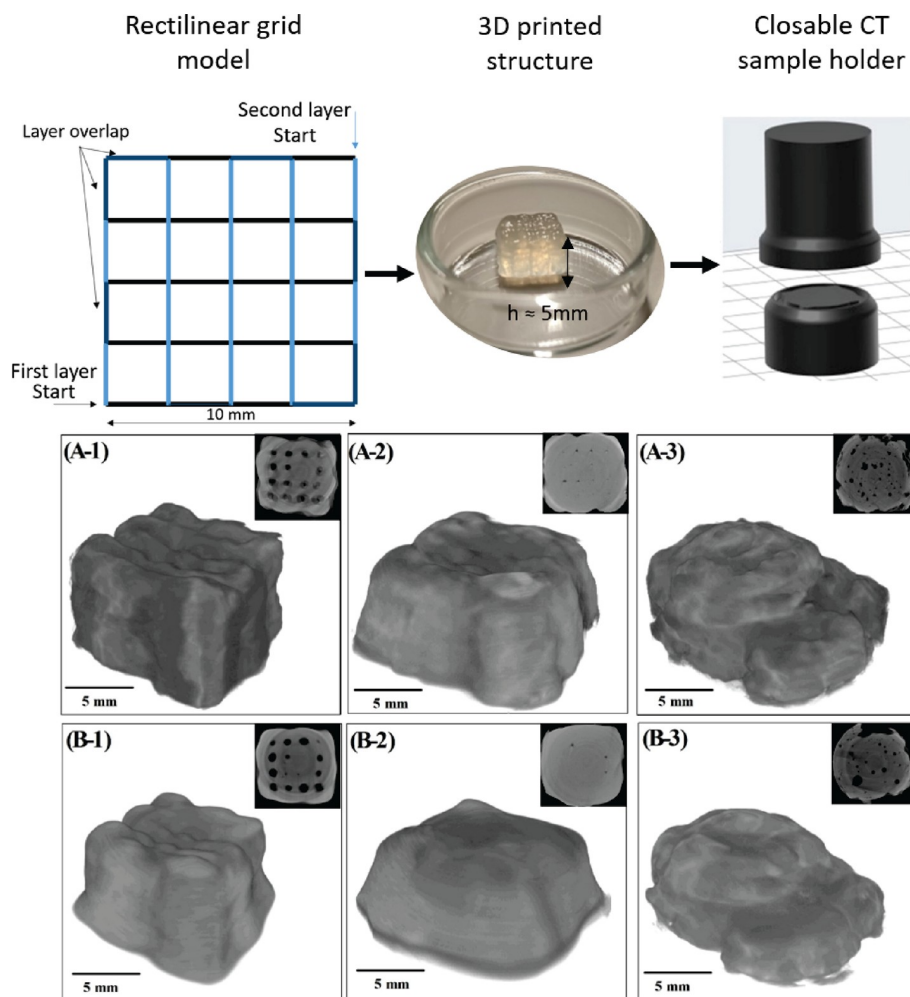 Rectilinear grid
model
3D printed
structure
Closable CT
sample holder
Second layer
Start
Layer overlap
h ≈ 5mm
First layer
Start
10 mm
(A-1)
5 mm
(A-2)
5 mm
(A-3)
5 mm
(B-1)
5 mm
(B-2)
5 mm
(B-3)
5 mm